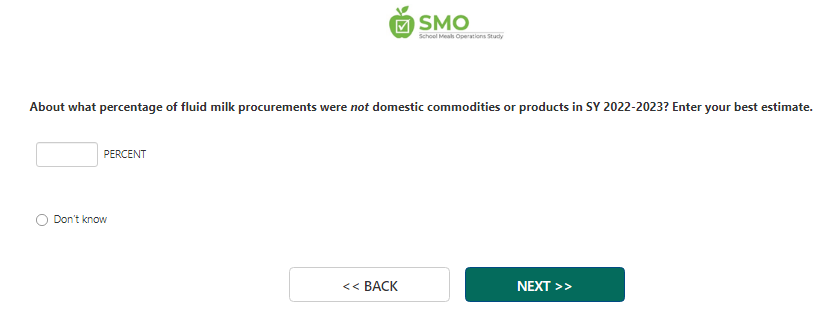 SMO
School Meals Operations Study
About what percentage of fluid milk procurements were not domestic commodities or products in SY 2022-2023? Enter your best estimate.
PERCENT
Don't know
<< BACK
NEXT >>